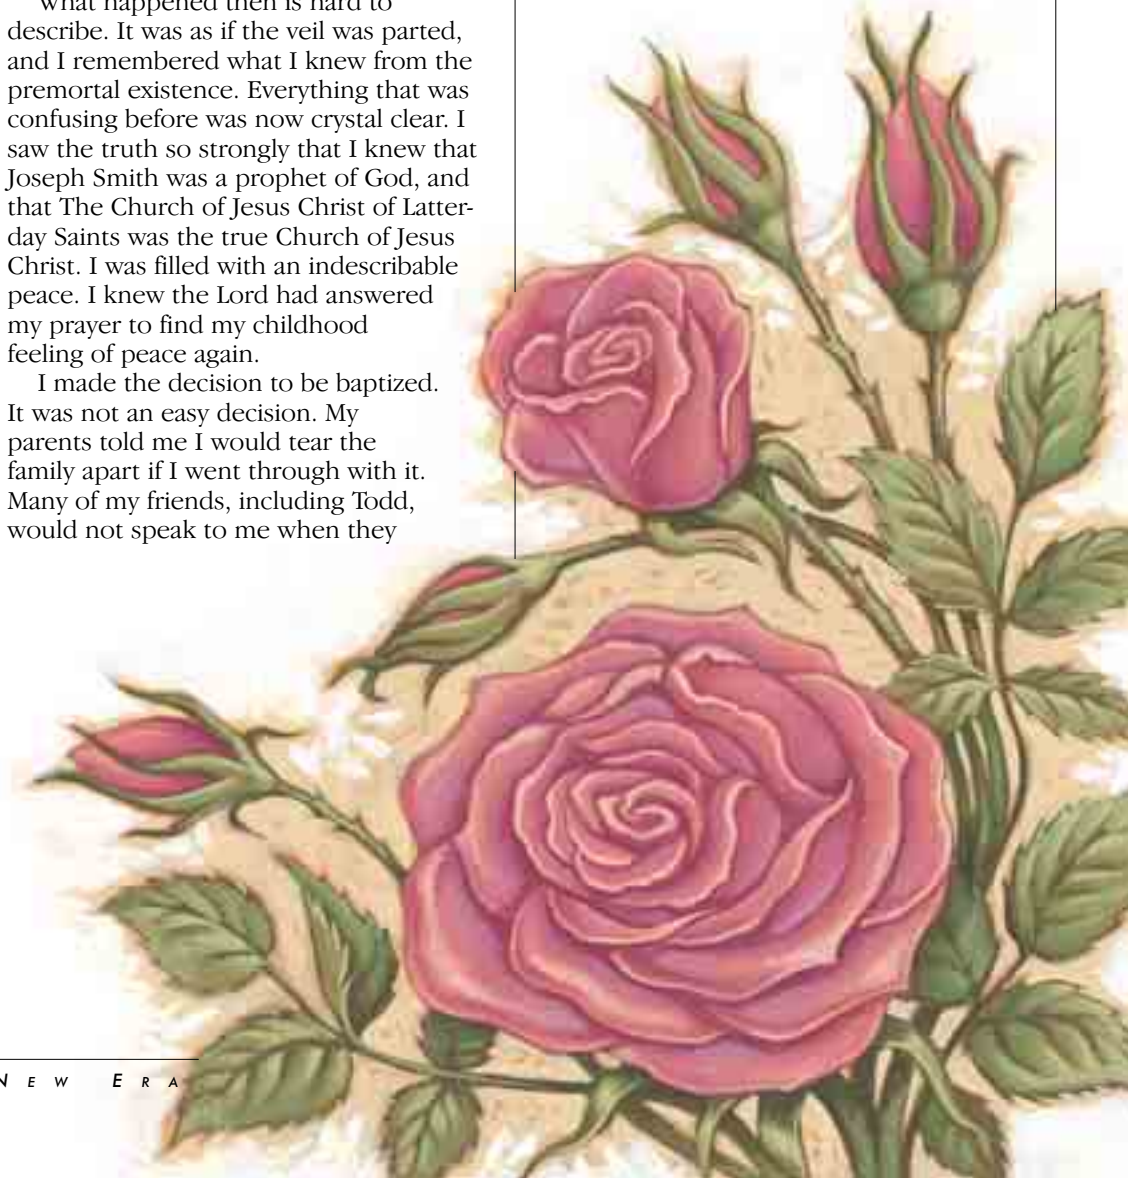 What happened then is hard to
describe. It was as if the veil was parted,
and I remembered what I knew from the
premortal existence. Everything that was
confusing before was now crystal clear. I
saw the truth so strongly that I knew that
Joseph Smith was a prophet of God, and
that The Church of Jesus Christ of Latter-
day Saints was the true Church of Jesus
Christ. I was filled with an indescribable
peace. I knew the Lord had answered
my prayer to find my childhood
feeling of peace again.
I made the decision to be baptized.
It was not an easy decision. My
parents told me I would tear the
family apart if I went through with it.
Many of my friends, including Todd,
would not speak to me when they
NEW ERA